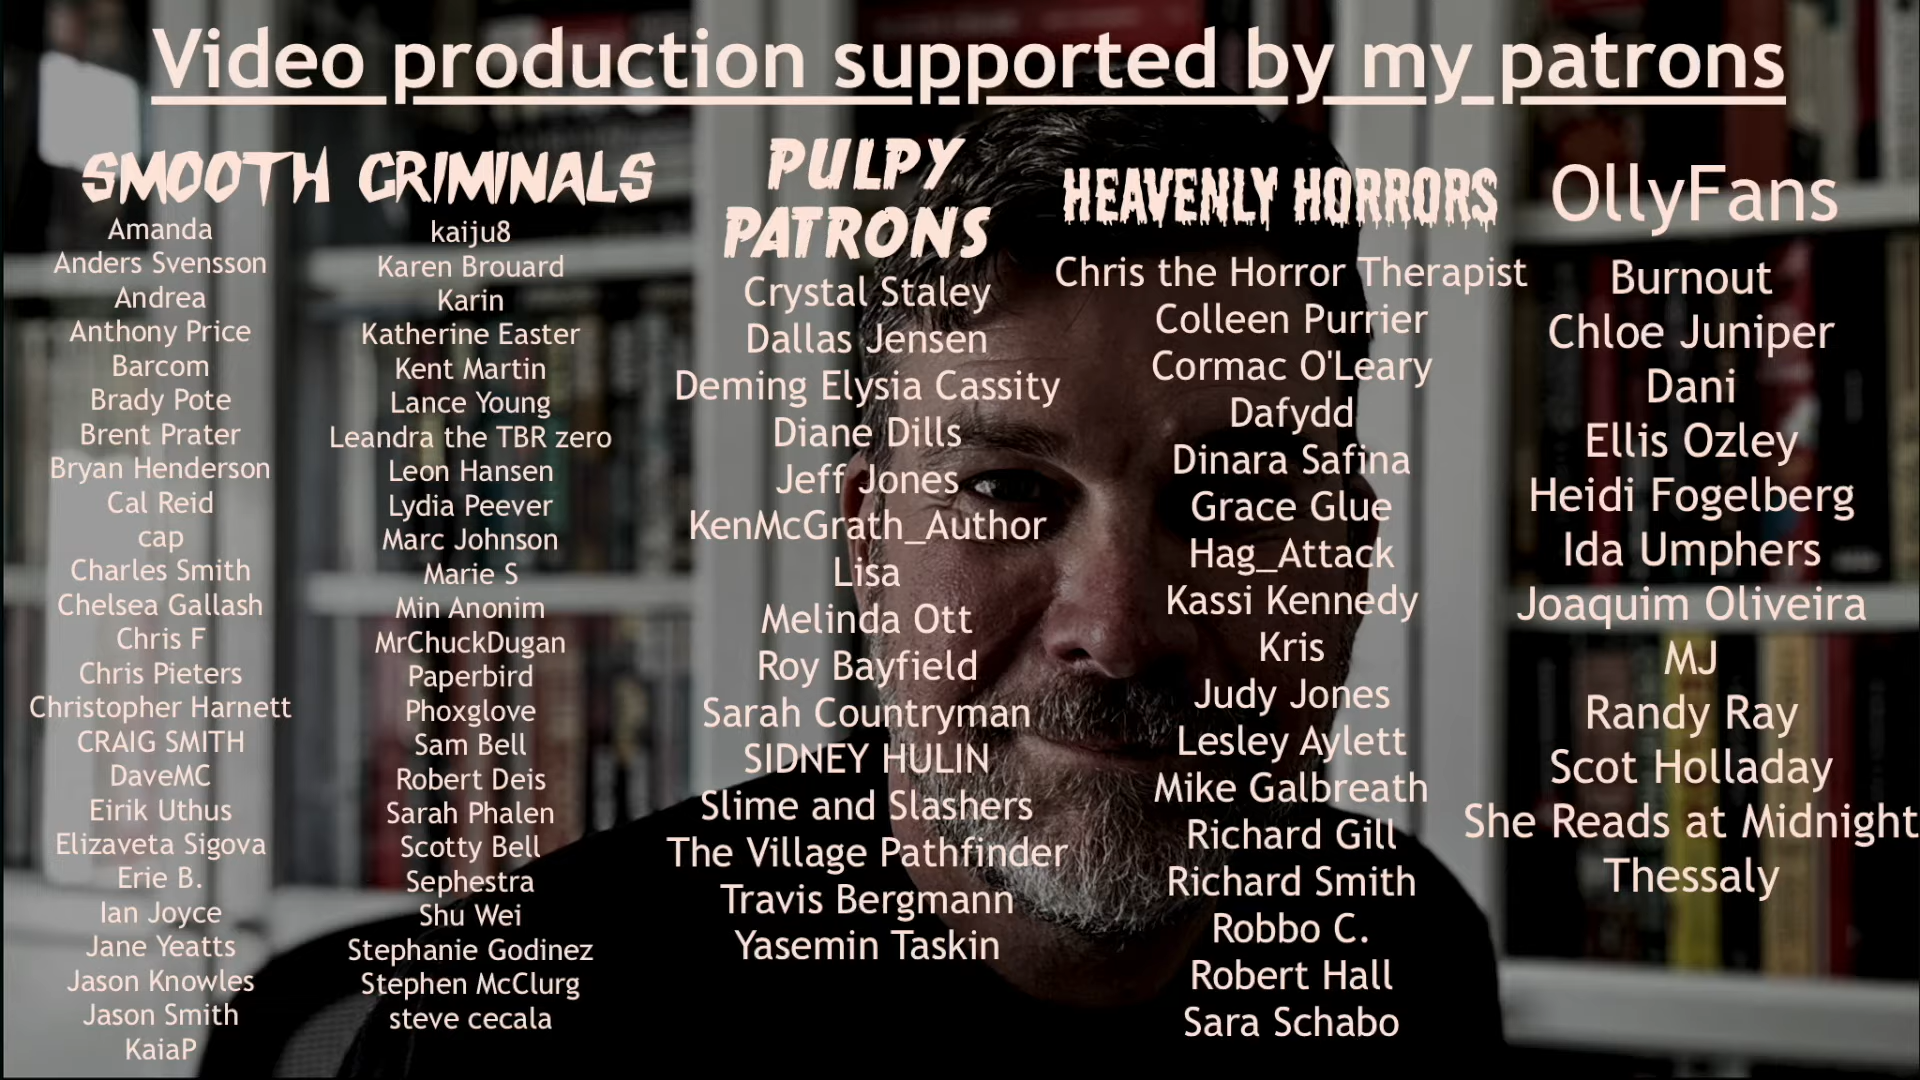 Video production supported by my patrons
SMOOTH CRIMINALS
Amanda
Anders Svensson
Andrea
Anthony Price
Barcom
Brady Pote
Brent Prater
Bryan Henderson
Cal Reid
cap
Charles Smith
Chelsea Gallash
Chris F
Chris Pieters
Christopher Harnett
CRAIG SMITH
DaveMC
Eirik Uthus
Elizaveta Sigova
Erie B.
Ian Joyce
Jane Yeatts
Jason Knowles
Jason Smith
KaiaP
kaiju8
Karen Brouard
Karin
Katherine Easter
Kent Martin
Lance Young
Leandra the TBR zero
Leon Hansen
Lydia Peever
Marc Johnson
Marie S
Min Anonim
MrChuckDugan
Paperbird
Phoxglove
Sam Bell
Robert Deis
Sarah Phalen
Scotty Bell
Sephestra
Shu Wei
Stephanie Godinez
Stephen McClurg
steve cecala
PULPY
PATRONS
Crystal Staley
Dallas Jensen
Deming Elysia Cassity
Diane Dills
Jeff Jones
KenMcGrath_Author
Lisa
Melinda Ott
Roy Bayfield
Sarah Countryman
SIDNEY HULIN
Slime and Slashers
The Village Pathfinder
Travis Bergmann
Yasemin Taskin
HEAVENLY HORRORS
Chris the Horror Therapist
Colleen Purrier
Cormac O'Leary
Dafydd
Dinara Safina
Grace Glue
Hag_Attack
Kassi Kennedy
Kris
Judy Jones
Lesley Aylett
Mike Galbreath
Richard Gill
Richard Smith
Robbo C.
Robert Hall
Sara Schabo
OllyFans
Burnout
Chloe Juniper
Dani
Ellis Ozley
Heidi Fogelberg
Ida Umphers
Joaquim Oliveira
MJ
Randy Ray
Scot Holladay
She Reads at Midnight
Thessaly